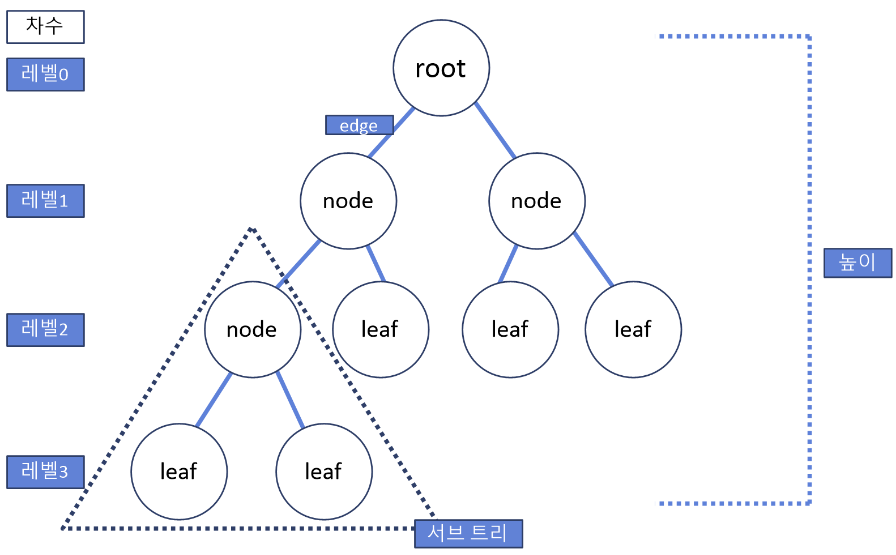 차수
레벨0
root
edge
레벨1
node
node
높이
레벨2
node
leaf
leaf
leaf
레벨3
leaf
leaf
서브 트리